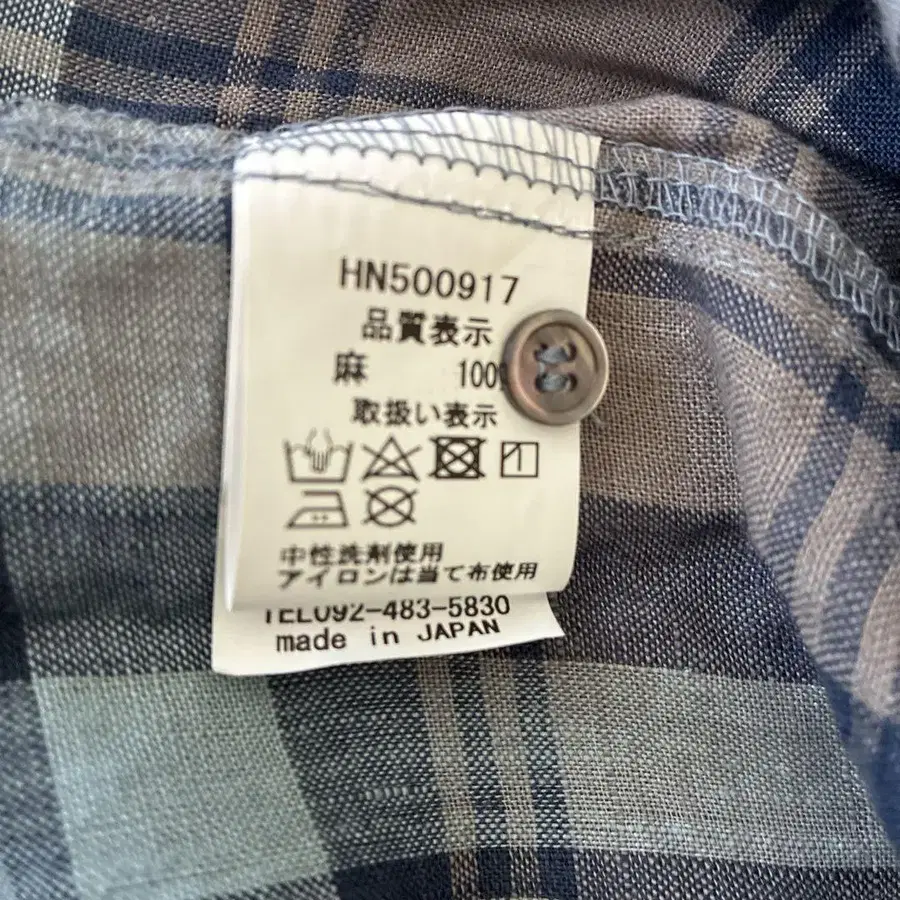 HN500917
品質表示
麻 100
取扱い表示
中性洗剤使用
アイロンは当て布使用
TEL092-483-5830
made in JAPAN